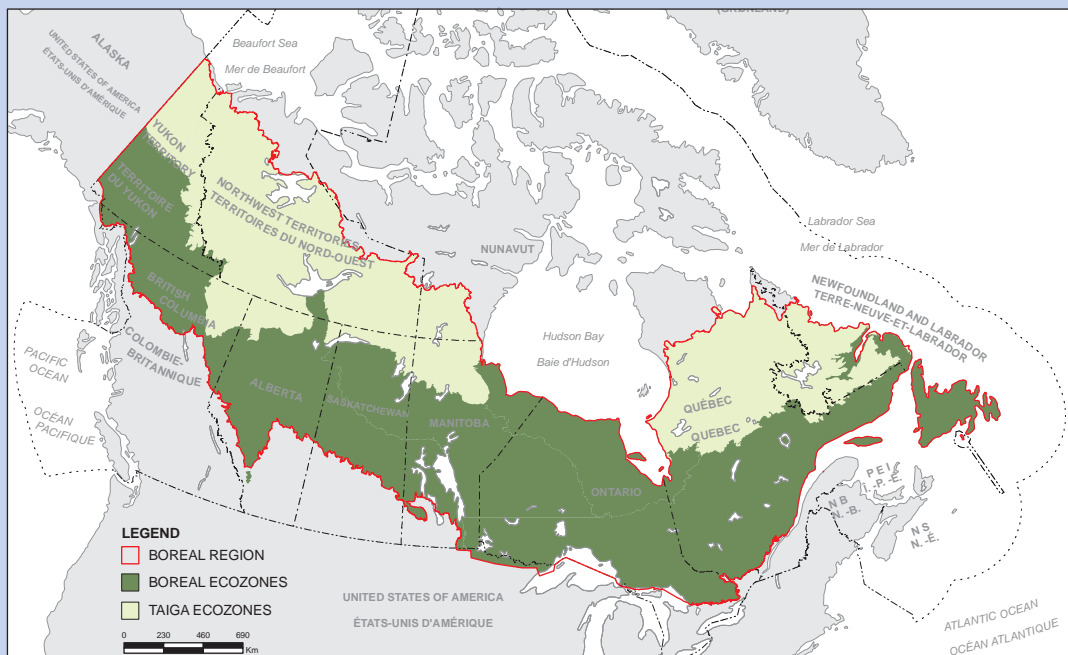 (GRØNLAND)
ALASKA
UNITED STATES OF AMERICA
ÉTATS-UNIS D'AMÉRIQUE
Beaufort Sea
Mer de Beaufort
YUKON
TERRITORY
TERRITOIRE
DU YUKON
NORTHWEST TERRITORIES
TERRITOIRES DU NORD-OUEST
NUNAVUT
Labrador Sea
Mer de Labrador
NEWFOUNDLAND AND LABRADOR
TERRE-NEUVE-ET-LABRADOR
BRITISH
COLUMBIA
COLOMBIE-
BRITANNIQUE
PACIFIC
OCEAN
OCÉAN
PACIFIQUE
Hudson Bay
Baie d'Hudson
ALBERTA
SASKATCHEWAN
MANITOBA
ONTARIO
QUÉBEC
QUEBEC
P E I
-P.-É.
N B
N.-B.
N S
N.-É.
LEGEND
BOREAL REGION
BOREAL ECOZONES
TAIGA ECOZONES
0 230 460 690
Km
UNITED STATES OF AMERICA
ÉTATS-UNIS D'AMÉRIQUE
ATLANTIC OCEAN
OCÉAN ATLANTIQUE